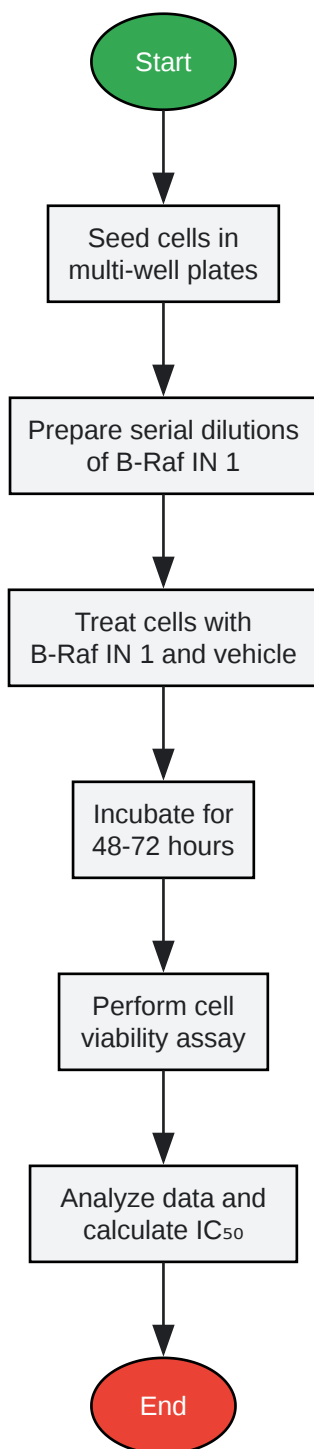 Start
Seed cells in
multi-well plates
Prepare serial dilutions
of B-Raf IN 1
Treat cells with
B-Raf IN 1 and vehicle
Incubate for
48-72 hours
Perform cell
viability assay
Analyze data and
calculate IC₅₀
End